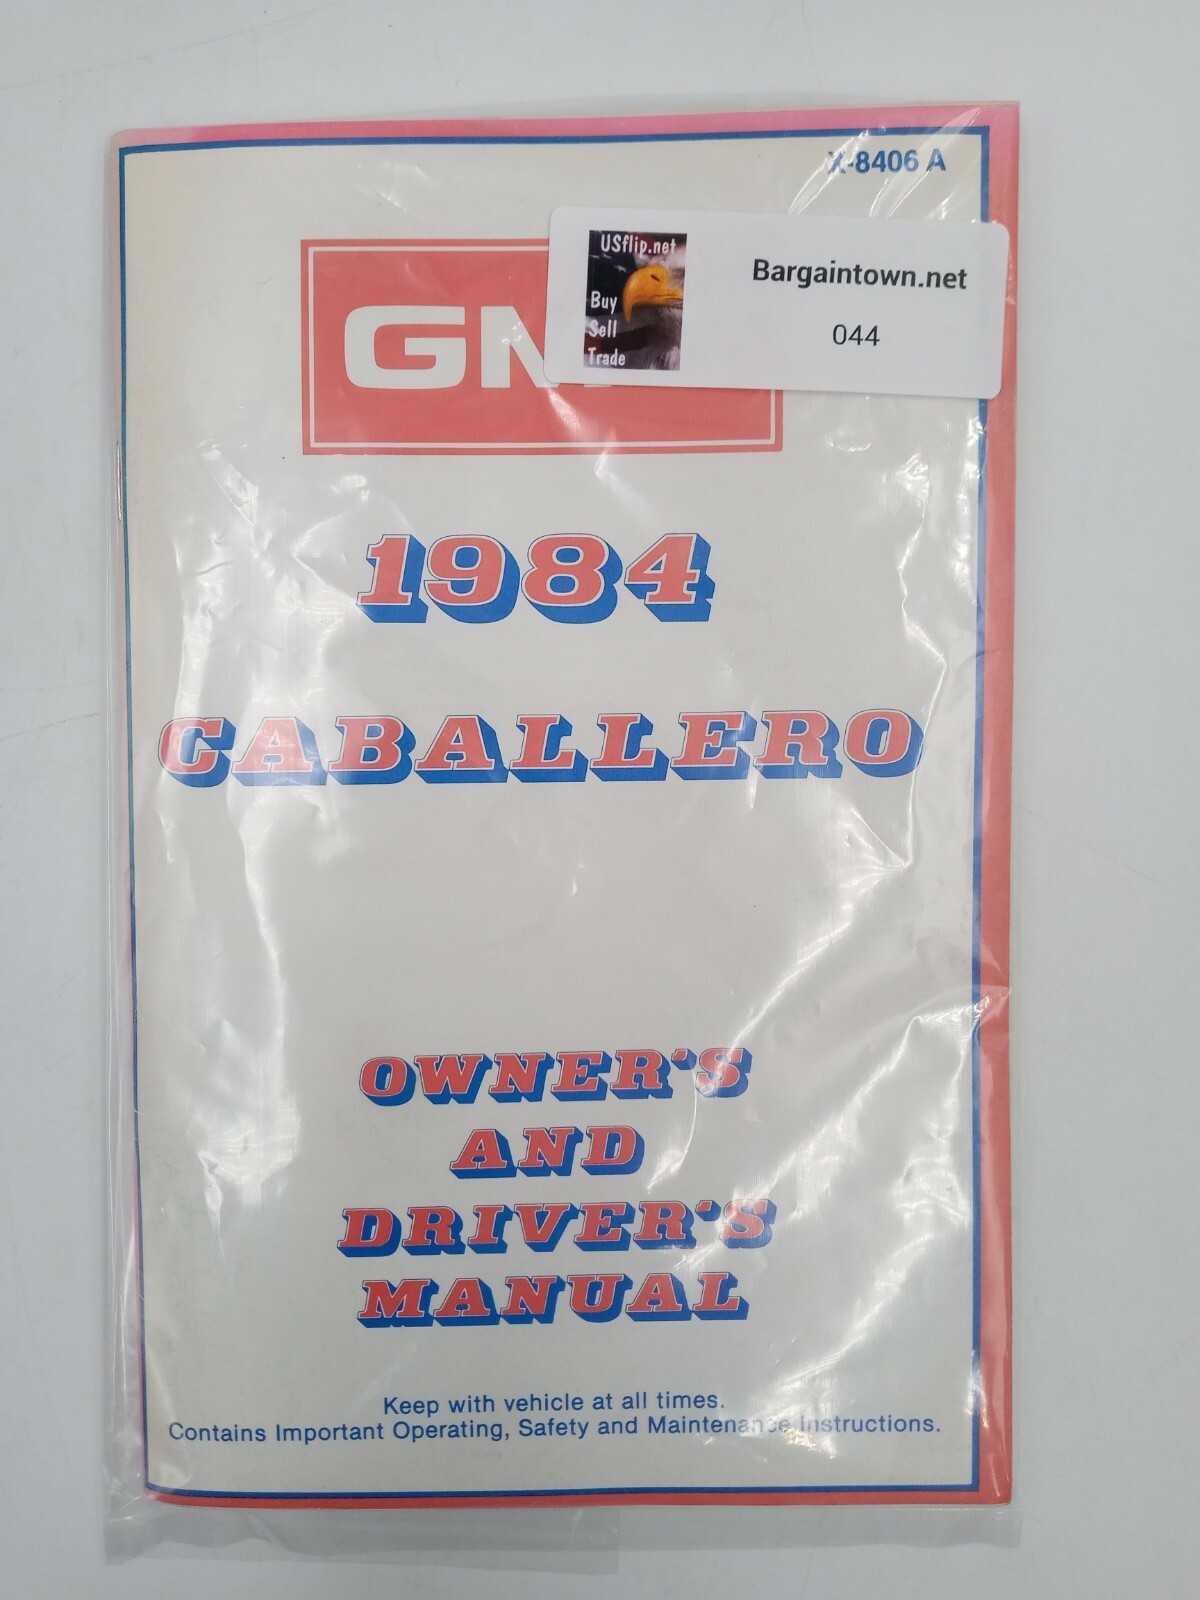 X-8406 A
USflip.net
Buy
Sell
Trade
Bargaintown.net
044
GM
1984
CABALLERO
OWNER'S
AND
DRIVER'S
MANUAL
Keep with vehicle at all times.
Contains Important Operating, Safety and Maintenance Instructions.